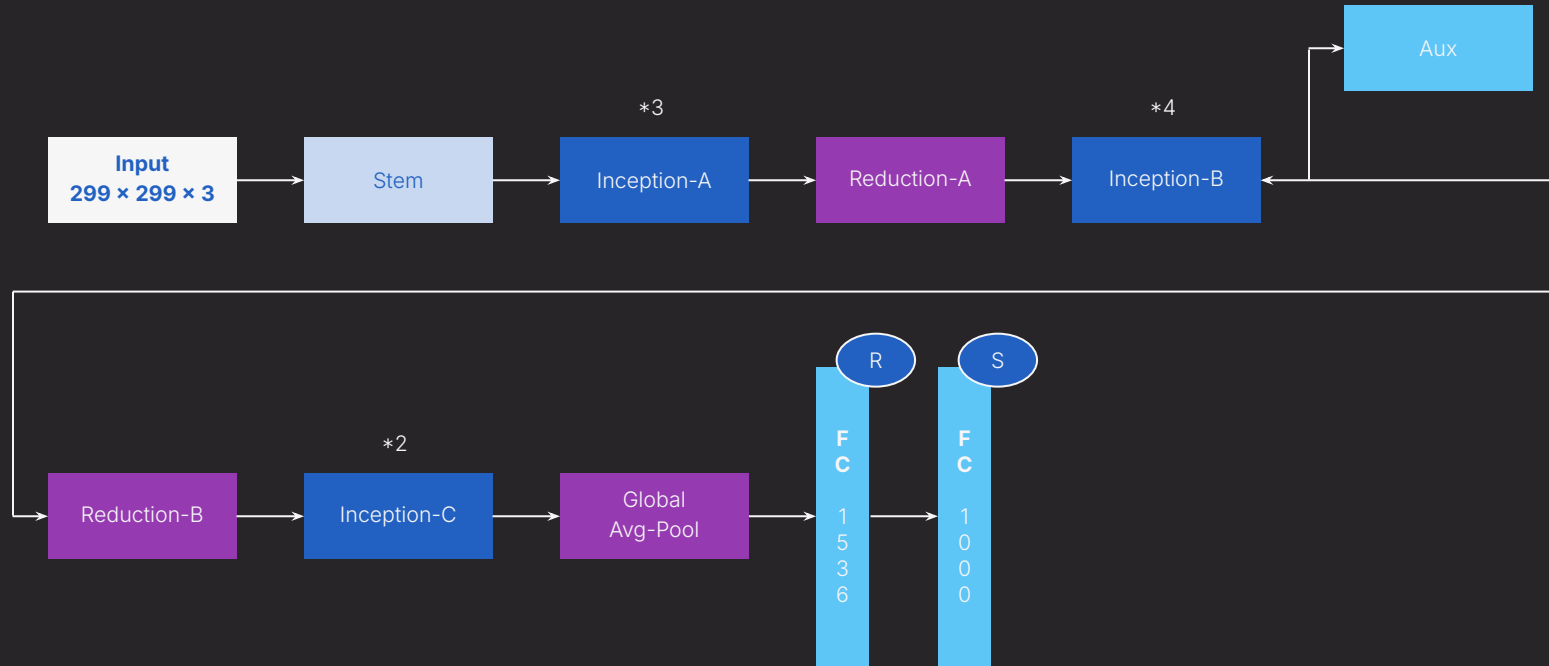 Aux
*3
*4
Input
299 × 299 × 3
Stem
Inception-A
Reduction-A
Inception-B
R
S
*2
Reduction-B
Inception-C
Global
Avg-Pool
F
C
1
5
3
6
F
C
1
0
0
0